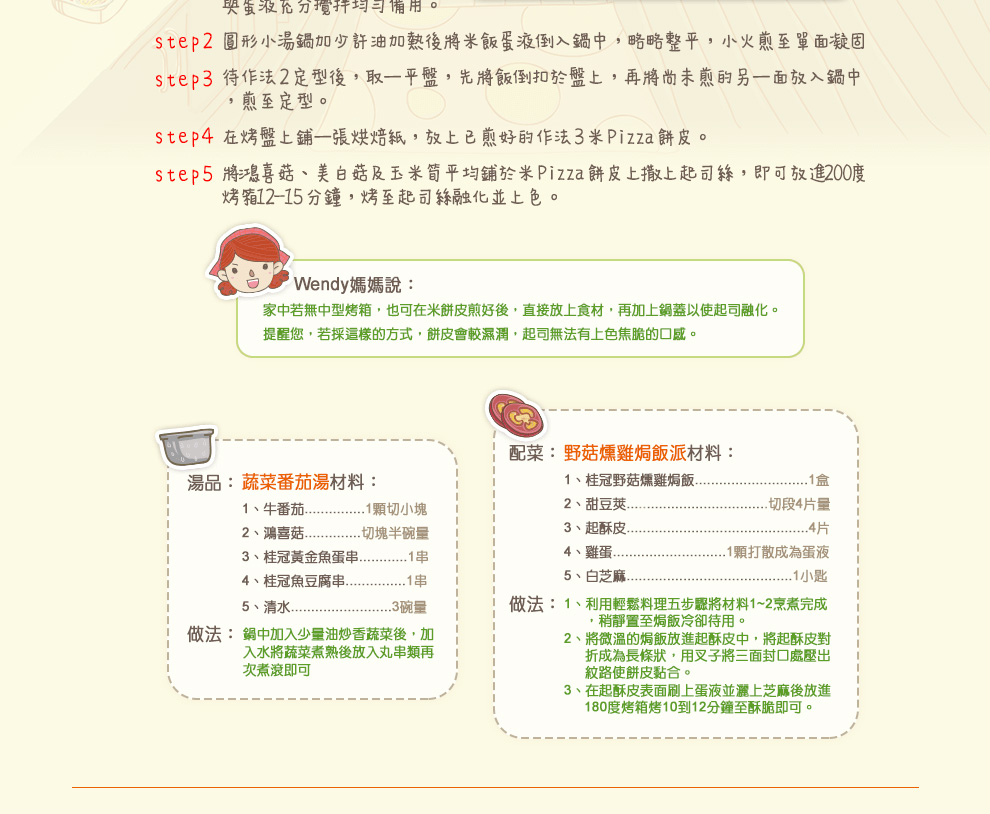 與蛋液充分攪拌均勻備用。
step2 圓形小湯鍋加少許油加熱後將米飯蛋液倒入鍋中，略略整平，小火煎至單面凝固
step3 待作法2定型後，取一平盤，先將飯倒扣於盤上，再將尚未煎的另一面放入鍋中
，煎至定型。
step4 在烤盤上鋪一張烘焙紙，放上已煎好的作法3米Pizza餅皮。
step5 將鴻喜菇、美白菇及玉米筍平均鋪於米Pizza餅皮上撒上起司絲，即可放進200度
烤箱12-15分鐘，烤至起司絲融化並上色。
Wendy媽媽說：
家中若無中型烤箱，也可在米餅皮煎好後，直接放上食材，再加上鍋蓋以使起司融化。
提醒您，若採這樣的方式，餅皮會較濕潤，起司無法有上色焦脆的口感。
湯品：蔬菜番茄湯材料：
1、牛番茄...............1顆切小塊
2、鴻喜菇..............切塊半碗量
3、桂冠黃金魚蛋串............1串
4、桂冠魚豆腐串...............1串
5、清水.........................3碗量
做法：鍋中加入少量油炒香蔬菜後，加
入水將蔬菜煮熟後放入丸串類再
次煮滾即可
配菜：野菇燻雞焗飯派材料：
1、桂冠野菇燻雞焗飯............................1盒
2、甜豆莢...................................切段4片量
3、起酥皮.............................................4片
4、雞蛋............................1顆打散成為蛋液
5、白芝麻.........................................1小匙
做法：1、利用輕鬆料理五步驟將材料1~2烹煮完成
，稍靜置至焗飯冷卻待用。
2、將微溫的焗飯放進起酥皮中，將起酥皮對
折成為長條狀，用叉子將三面封口處壓出
紋路使餅皮黏合。
3、在起酥皮表面刷上蛋液並灑上芝麻後放進
180度烤箱烤10到12分鐘至酥脆即可。